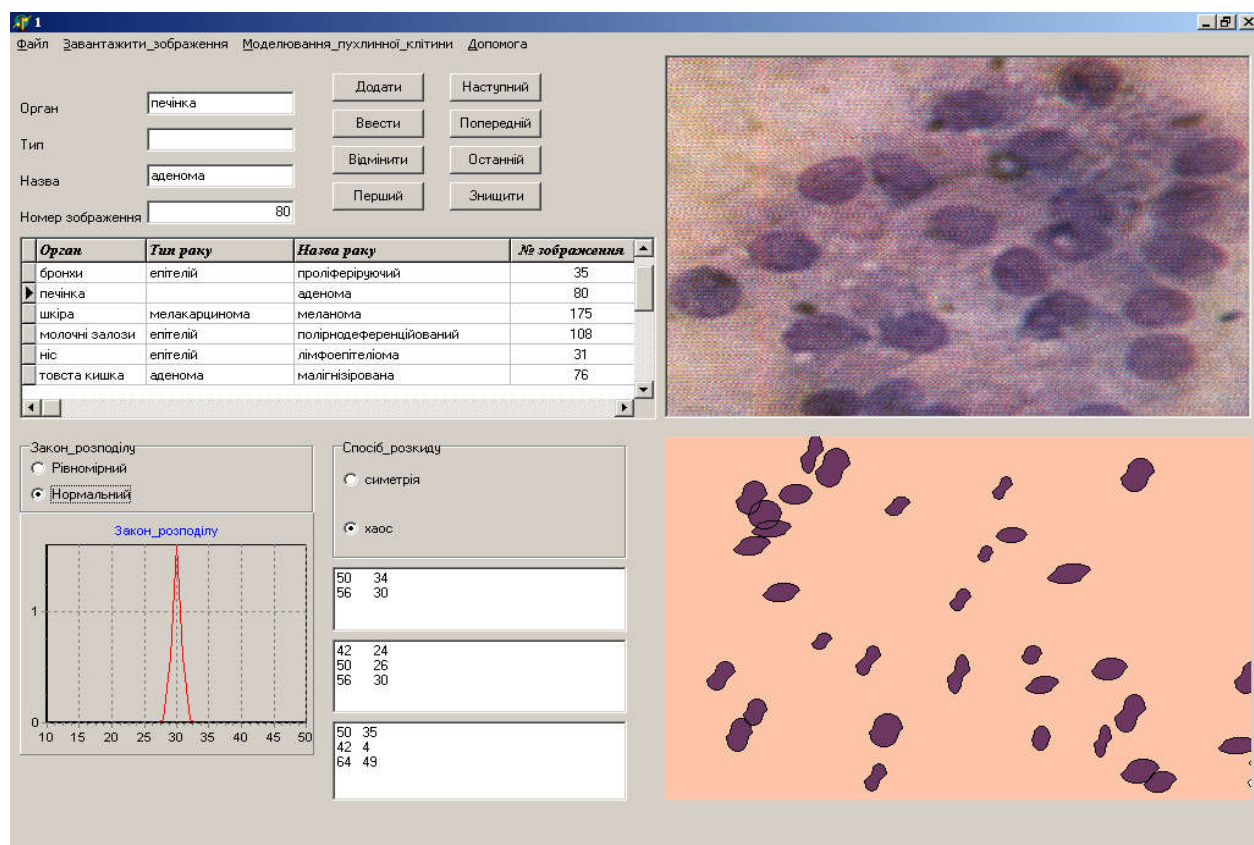 1
Файл Завантажити_зображення Моделювання_пухлинної_клітини Допомога
Орган печінка
Тип
Назва аденома
Номер зображення 80
Додати Наступний
Ввести Попередній
Відмінити Останній
Перший Знищити
Орган Тип раку Назва раку № зображення
бронхи епітелій проліферіруючий 35
печінка аденома 80
шкіра мелакарцинома меланома 175
молочні залози епітелій полірнодеференційований 108
ніс епітелій лімфоепітеліома 31
товста кишка аденома малігнізірована 76
Закон_розподілу
Рівномірний
Нормальний
Закон_розподілу
1
0
10 15 20 25 30 35 40 45 50
Спосіб_розкиду
симетрія
хаос
50 34
56 30
42 24
50 26
56 30
50 35
42 4
64 49